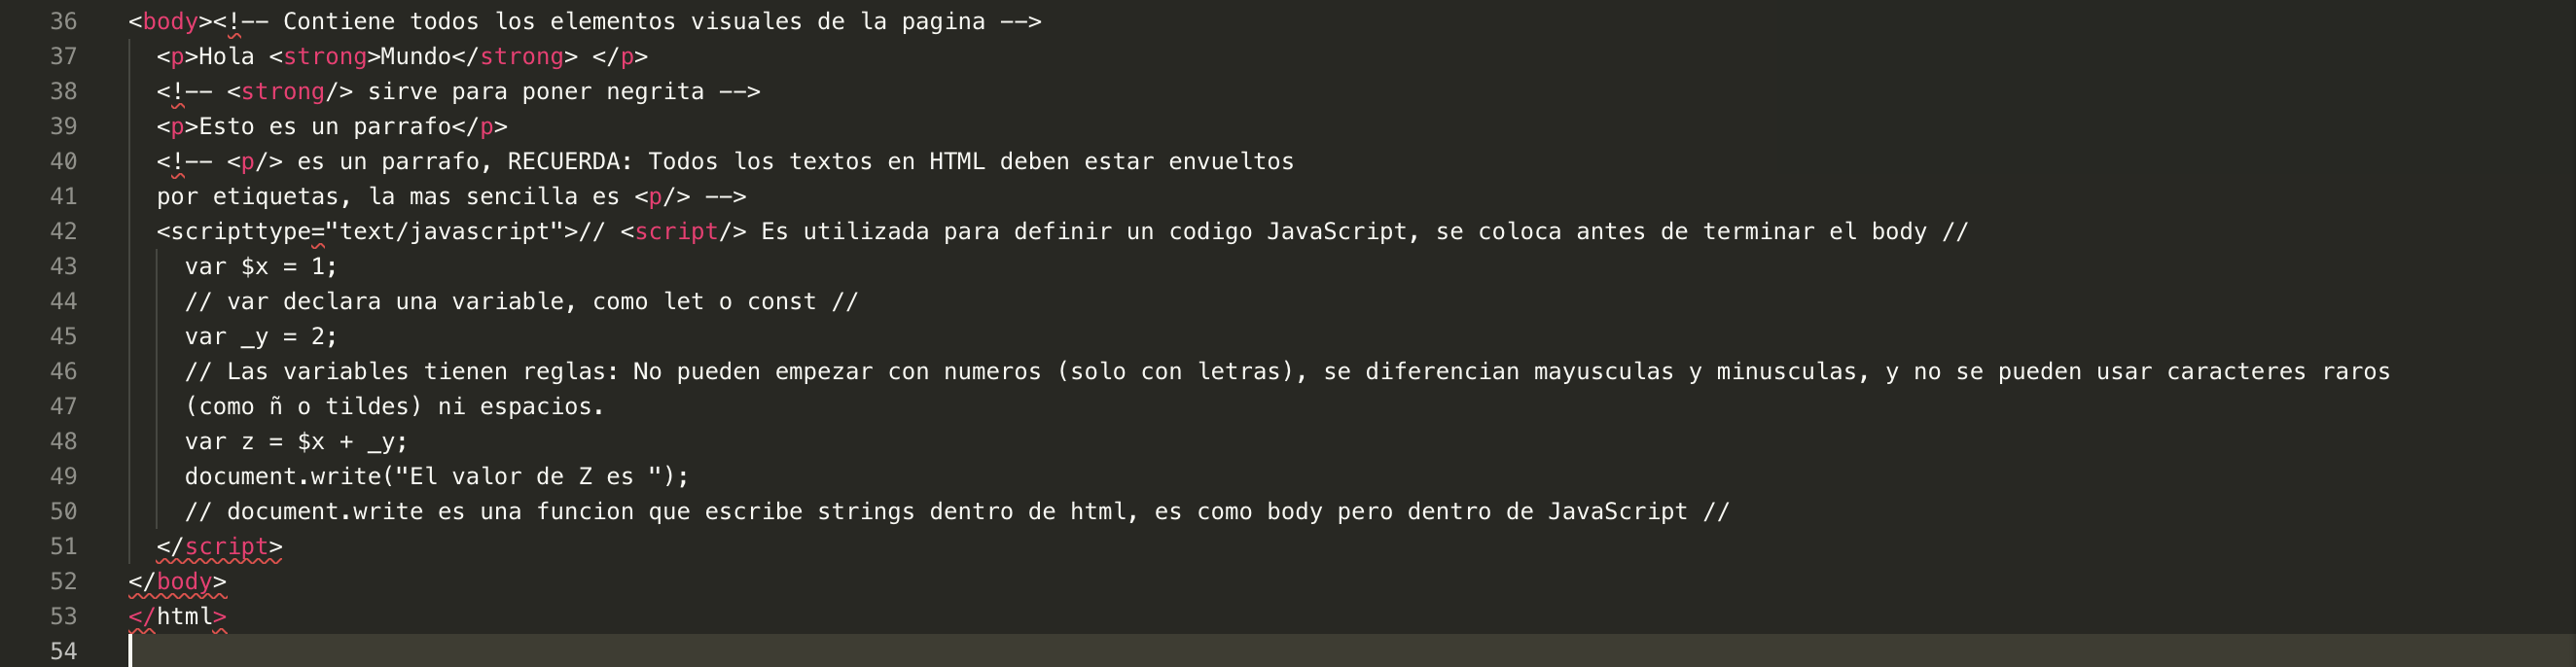 36 <body><!-- Contiene todos los elementos visuales de la pagina -->
37 <p>Hola <strong>Mundo</strong> </p>
38 <!-- <strong/> sirve para poner negrita -->
39 <p>Esto es un parrafo</p>
40 <!-- <p/> es un parrafo, RECUERDA: Todos los textos en HTML deben estar envueltos
41 por etiquetas, la mas sencilla es <p/> -->
42 <scripttype="text/javascript">// <script/> Es utilizada para definir un codigo JavaScript, se coloca antes de terminar el body //
43 var $x = 1;
44 // var declara una variable, como let o const //
45 var _y = 2;
46 // Las variables tienen reglas: No pueden empezar con numeros (solo con letras), se diferencian mayusculas y minusculas, y no se pueden usar caracteres raros
47 (como ñ o tildes) ni espacios.
48 var z = $x + _y;
49 document.write("El valor de Z es ");
50 // document.write es una funcion que escribe strings dentro de html, es como body pero dentro de JavaScript //
51 </script>
52 </body>
53 </html>
54